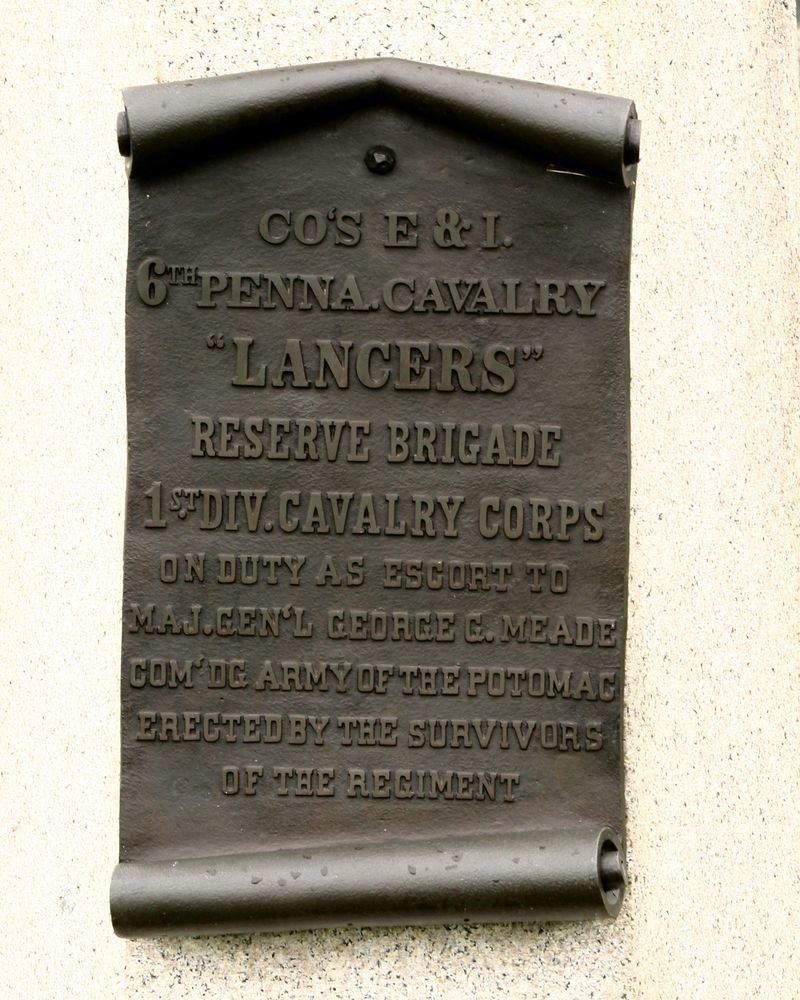 CO'S E & I.
6TH PENNA. CAVALRY
"LANCERS"
RESERVE BRIGADE
1ST DIV. CAVALRY CORPS
ON DUTY AS ESCORT TO
MAJ. GEN'L GEORGE G. MEADE
COM'DG ARMY OF THE POTOMAC
ERECTED BY THE SURVIVORS
OF THE REGIMENT